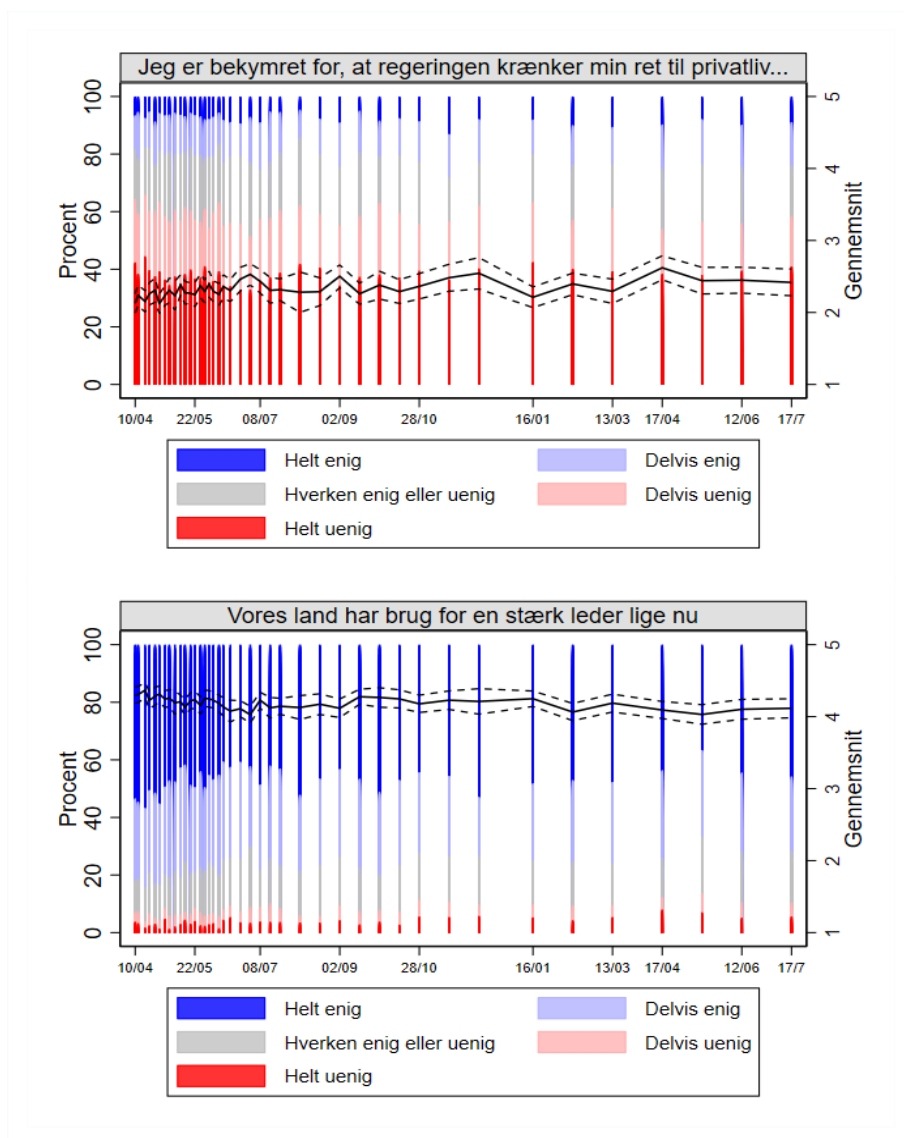 Jeg er bekymret for, at regeringen krænker min ret til privatliv...
100
80
60
40
20
0
Procent
5
4
3
2
1
Gennemsnit
10/04 22/05 08/07 02/09 28/10 16/01 13/03 17/04 12/06 17/7
Helt enig Delvis enig
Hverken enig eller uenig Delvis uenig
Helt uenig
Vores land har brug for en stærk leder lige nu
100
80
60
40
20
0
Procent
5
4
3
2
1
Gennemsnit
10/04 22/05 08/07 02/09 28/10 16/01 13/03 17/04 12/06 17/7
Helt enig Delvis enig
Hverken enig eller uenig Delvis uenig
Helt uenig